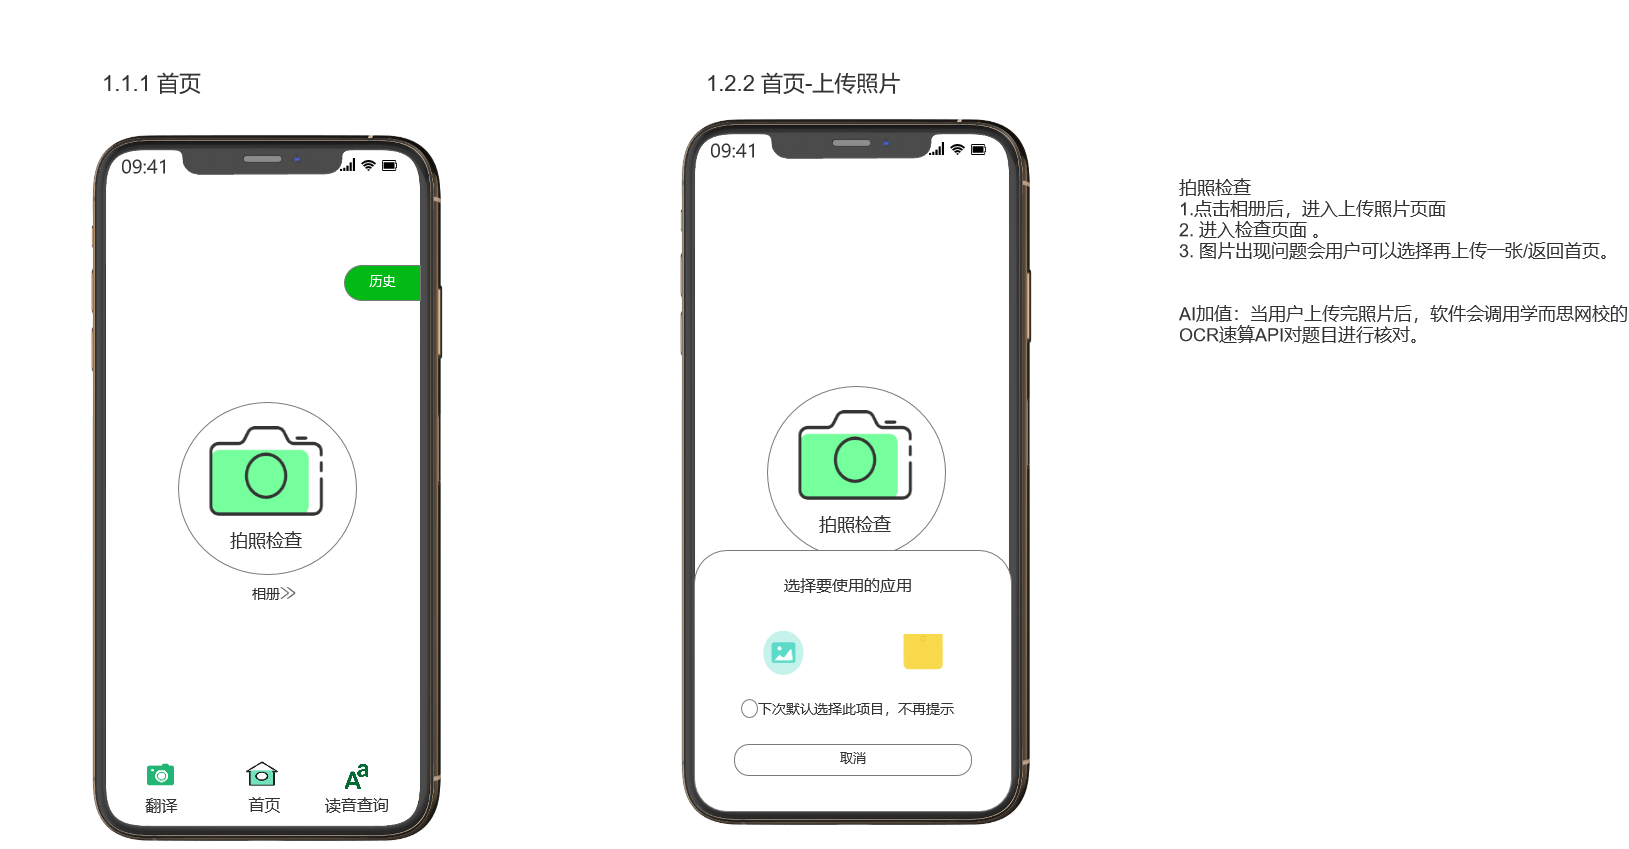 1.1.1 首页
09:41
历史
拍照检查
相册
翻译
首页
读音查询
1.2.2 首页-上传照片
09:41
拍照检查
选择要使用的应用
下次默认选择此项目，不再提示
取消
拍照检查
1.点击相册后，进入上传照片页面
2. 进入检查页面 。
3. 图片出现问题会用户可以选择再上传一张/返回首页。
AI加值：当用户上传完照片后，软件会调用学而思网校的
OCR速算API对题目进行核对。